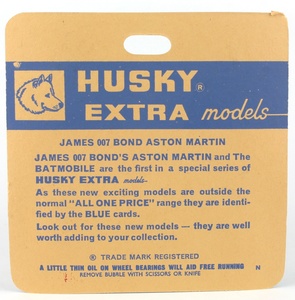 HUSKY®
EXTRA models
JAMES 007 BOND ASTON MARTIN
JAMES 007 BOND'S ASTON MARTIN and The
BATMOBILE are the first in a special series of
HUSKY EXTRA models-
As these new exciting models are outside the
normal "ALL ONE PRICE" range they are identi-
fied by the BLUE cards.
Look out for these new models — they are well
worth adding to your collection.
® TRADE MARK REGISTERED
A LITTLE THIN OIL ON WHEEL BEARINGS WILL AID FREE RUNNING
REMOVE BUBBLE WITH SCISSORS OR KNIFE
N